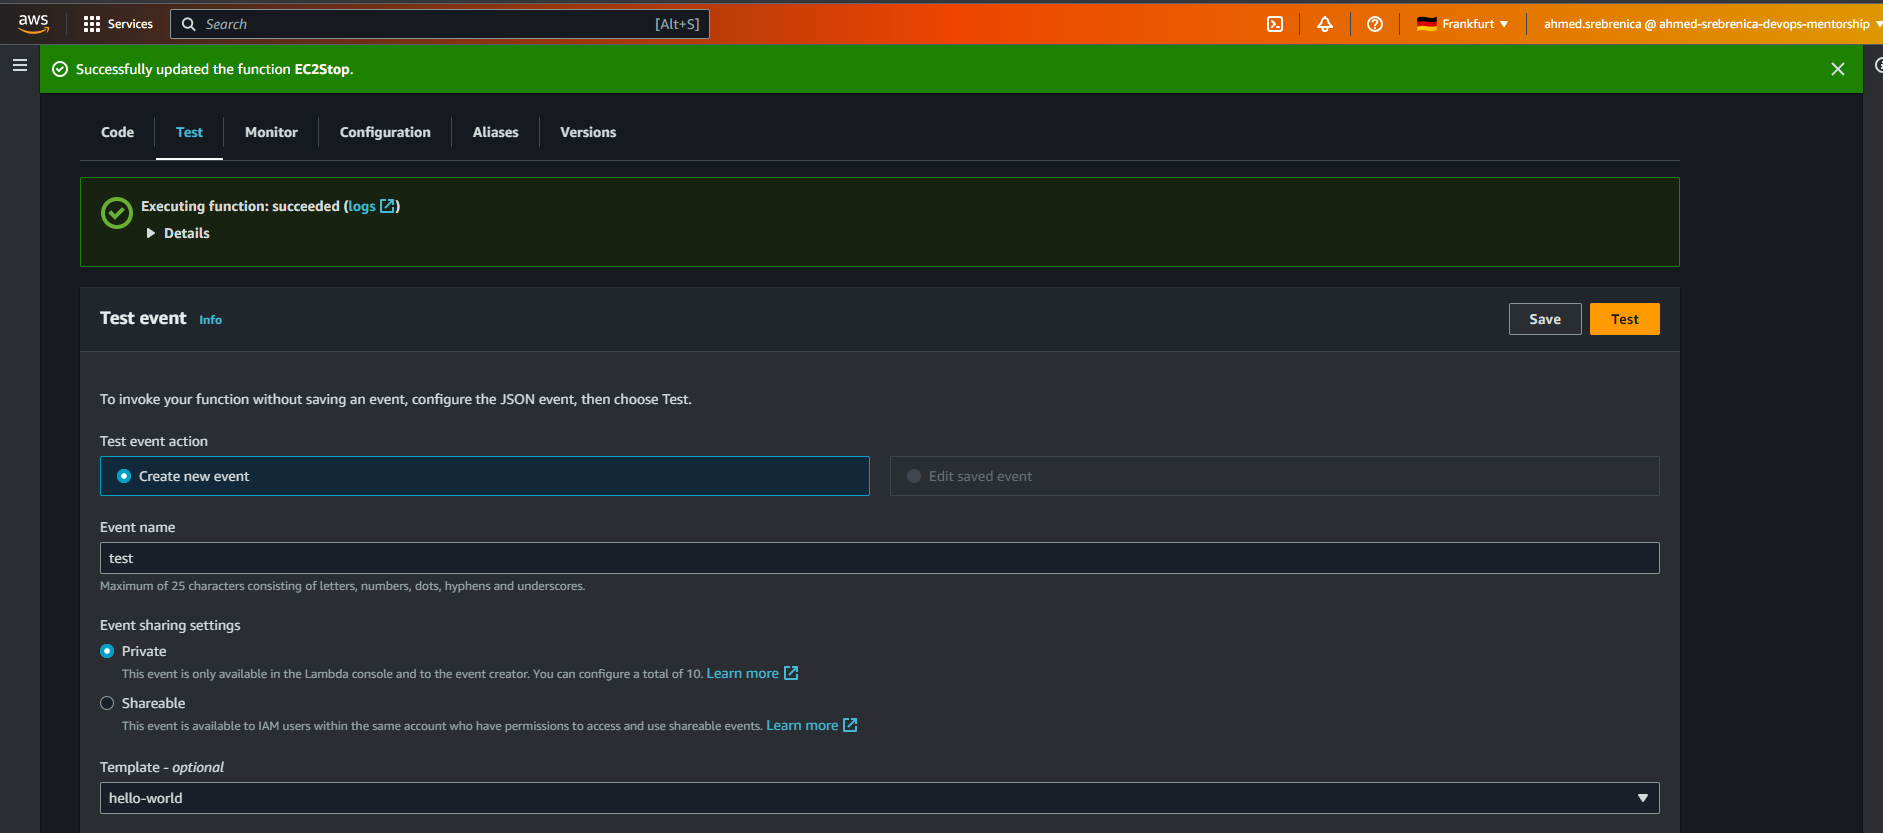 aws
Services
Search [Alt+S]
Frankfurt
ahmed.srebrenica @ ahmed-srebrenica-devops-mentorship
Successfully updated the function EC2Stop.
Code Test Monitor Configuration Aliases Versions
Executing function: succeeded (logs)
Details
Test event Info
Save Test
To invoke your function without saving an event, configure the JSON event, then choose Test.
Test event action
Create new event Edit saved event
Event name
test
Maximum of 25 characters consisting of letters, numbers, dots, hyphens and underscores.
Event sharing settings
Private
This event is only available in the Lambda console and to the event creator. You can configure a total of 10. Learn more
Shareable
This event is available to IAM users within the same account who have permissions to access and use shareable events. Learn more
Template - optional
hello-world